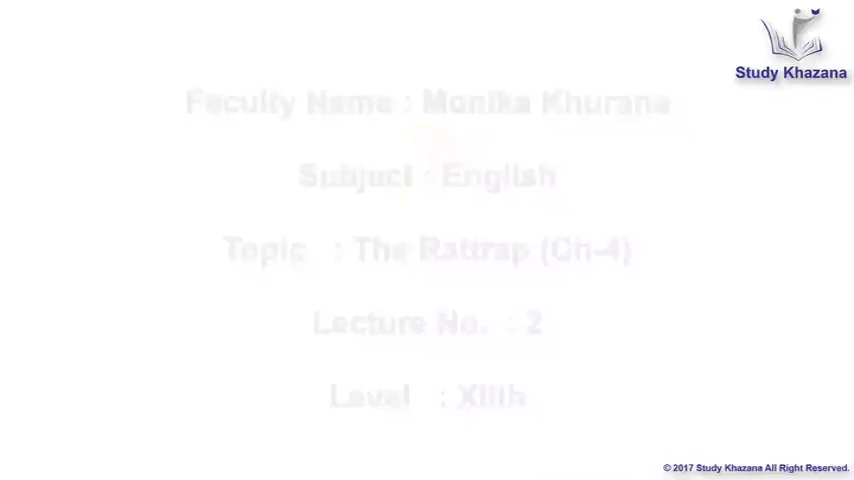 Study Khazana
Faculty Name : Monika Khurana
Subject : English
Topic : The Rattrap (Ch-4)
Lecture No. : 2
Level : XIIth
© 2017 Study Khazana All Right Reserved.